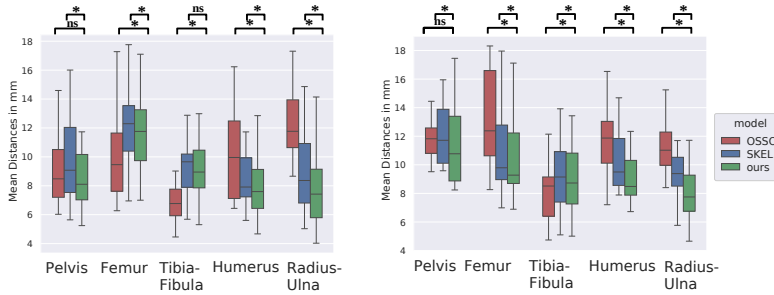 * * * * *
ns * ns * *
* * * *
18
16
14
12
10
8
6
4
Mean Distances in mm
Pelvis Femur Tibia- Humerus Radius-
Fibula Ulna
* * * * *
ns * * * *
18
16
14
12
10
8
6
4
Mean Distances in mm
Pelvis Femur Tibia- Humerus Radius-
Fibula Ulna
model
OSSO
SKEL
ours